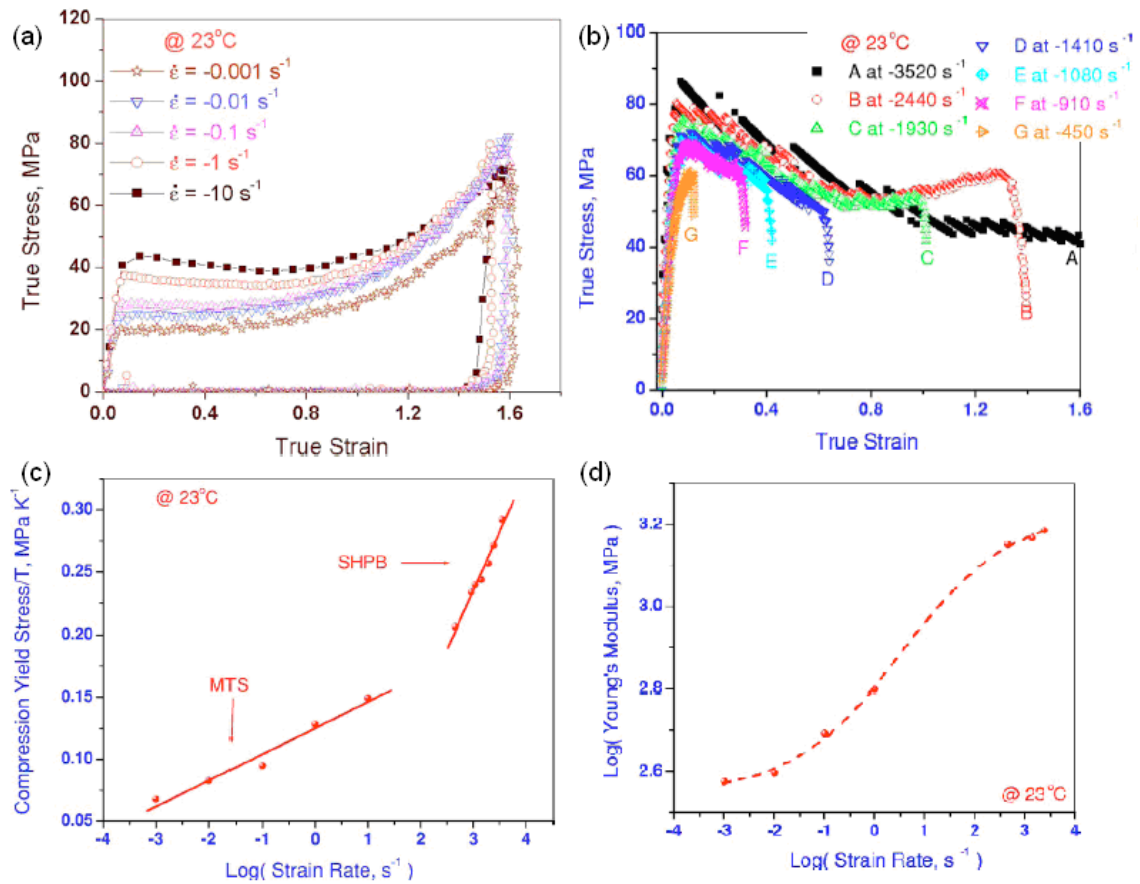 (a)
@ 23°C
ε̇ = -0.001 s⁻¹
ε̇ = -0.01 s⁻¹
ε̇ = -0.1 s⁻¹
ε̇ = -1 s⁻¹
ε̇ = -10 s⁻¹
120
100
80
60
40
20
0
True Stress, MPa
0.0 0.4 0.8 1.2 1.6
True Strain
(b)
@ 23°C
A at -3520 s⁻¹
B at -2440 s⁻¹
C at -1930 s⁻¹
D at -1410 s⁻¹
E at -1080 s⁻¹
F at -910 s⁻¹
G at -450 s⁻¹
100
80
60
40
20
0
True Stress, MPa
G
F
E
D
C
B
A
0.0 0.4 0.8 1.2 1.6
True Strain
(c)
@ 23°C
0.30
0.25
0.20
0.15
0.10
0.05
Compression Yield Stress/T, MPa K⁻¹
SHPB
MTS
-4 -3 -2 -1 0 1 2 3 4
Log( Strain Rate, s⁻¹)
(d)
3.2
3.0
2.8
2.6
Log( Young's Modulus, MPa )
@ 23°C
-4 -3 -2 -1 0 1 2 3 4
Log( Strain Rate, s⁻¹)